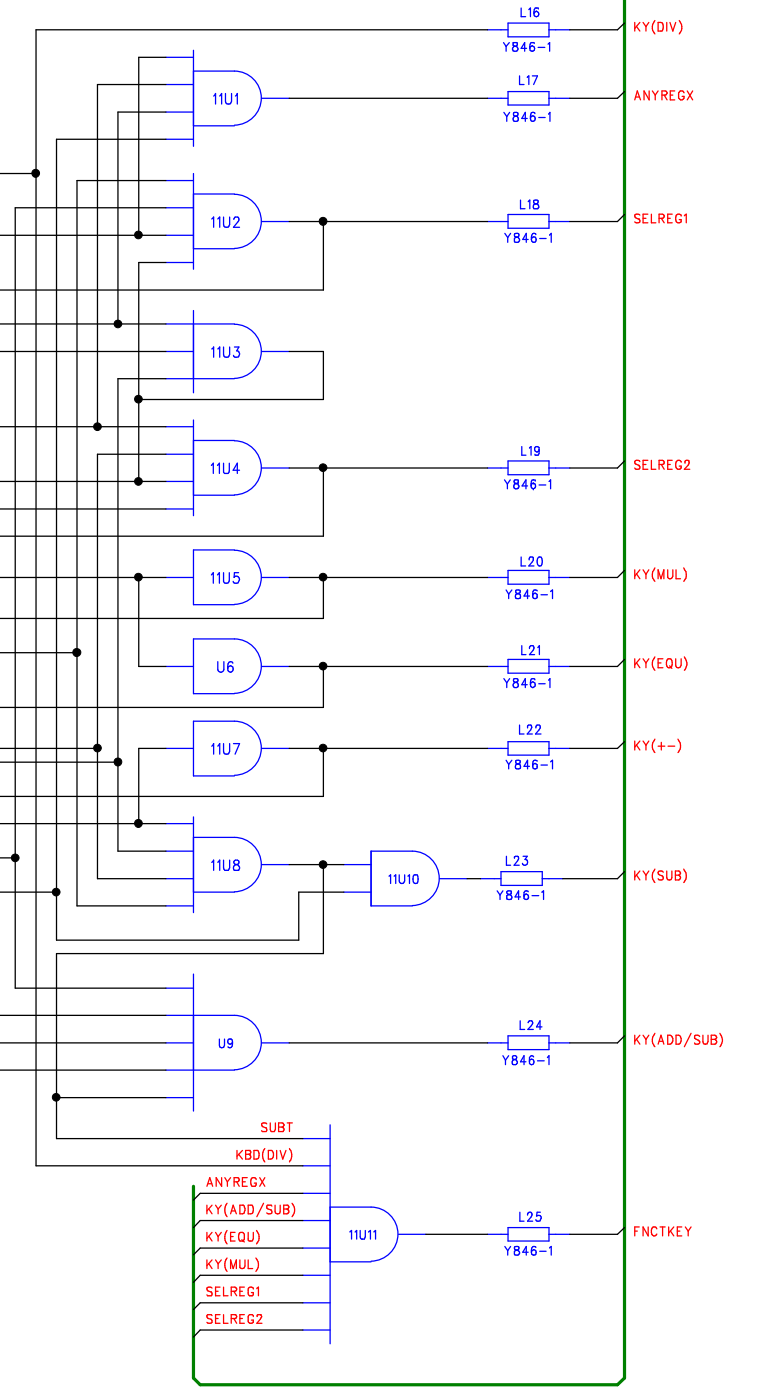 L16
KY(DIV)
Y846-1
L17
11U1
ANYREGX
Y846-1
L18
11U2
SELREG1
Y846-1
11U3
L19
11U4
SELREG2
Y846-1
L20
11U5
KY(MUL)
Y846-1
L21
U6
KY(EQU)
Y846-1
L22
11U7
KY(+-)
Y846-1
L23
11U8
11U10
KY(SUB)
Y846-1
L24
U9
KY(ADD/SUB)
Y846-1
SUBT
KBD(DIV)
ANYREGX
KY(ADD/SUB)
L25
KY(EQU)
11U11
FNCTKEY
Y846-1
KY(MUL)
SELREG1
SELREG2